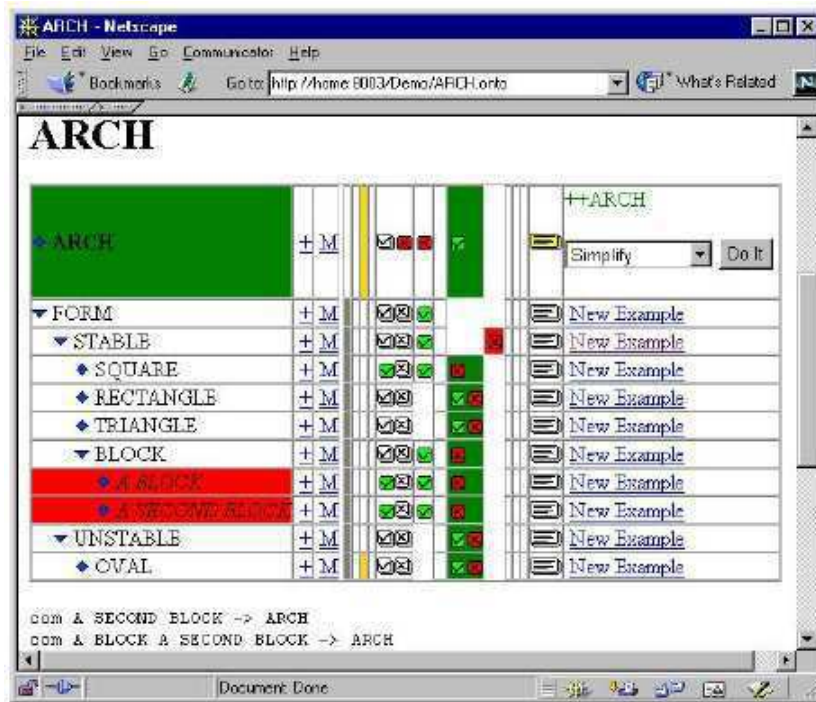 ARCH - Netscape
File Edit View Go Communicator Help
Bookmarks Go to: http://home:8003/Demo/ARCH.onto What's Related N
ARCH
++ARCH
ARCH + M Simplify Do It
FORM + M New Example
STABLE + M New Example
SQUARE + M New Example
RECTANGLE + M New Example
TRIANGLE + M New Example
BLOCK + M New Example
A BLOCK + M New Example
A SECOND BLOCK + M New Example
UNSTABLE + M New Example
OVAL + M New Example
com A SECOND BLOCK -> ARCH
com A BLOCK A SECOND BLOCK -> ARCH
Document: Done